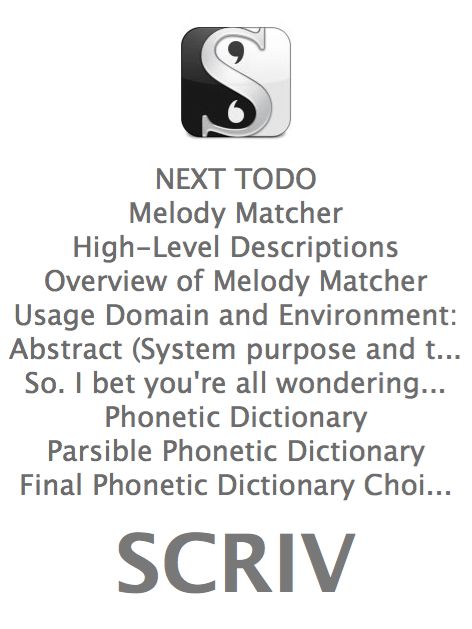 NEXT TODO
Melody Matcher
High-Level Descriptions
Overview of Melody Matcher
Usage Domain and Environment:
Abstract (System purpose and t...
So. I bet you're all wondering...
Phonetic Dictionary
Parsible Phonetic Dictionary
Final Phonetic Dictionary Choi...
SCRIV